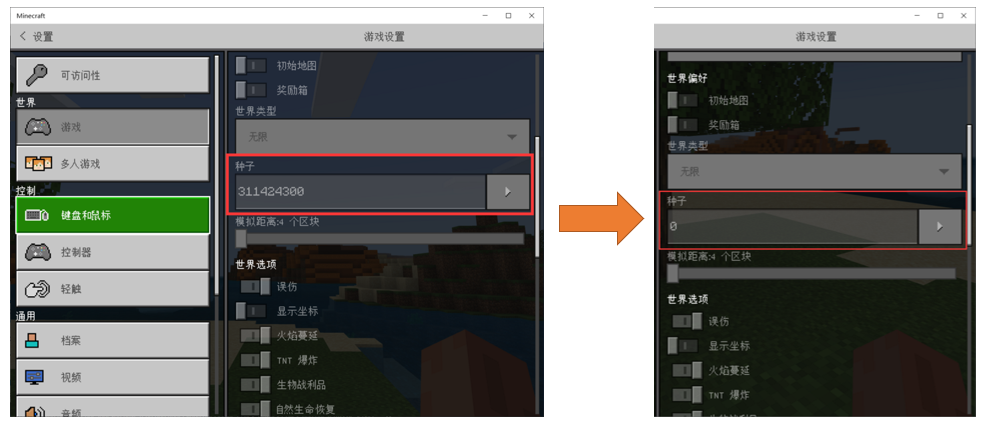 Minecraft
设置
游戏设置
可访问性
世界
游戏
多人游戏
控制
键盘和鼠标
控制器
轻触
通用
档案
视频
音频
初始地图
奖励箱
世界类型
无限
种子
311424300
模拟距离:4 个区块
世界选项
误伤
显示坐标
火焰蔓延
TNT 爆炸
生物战利品
自然生命恢复
游戏设置
世界偏好
初始地图
奖励箱
世界类型
无限
种子
0
模拟距离:4 个区块
世界选项
误伤
显示坐标
火焰蔓延
TNT 爆炸